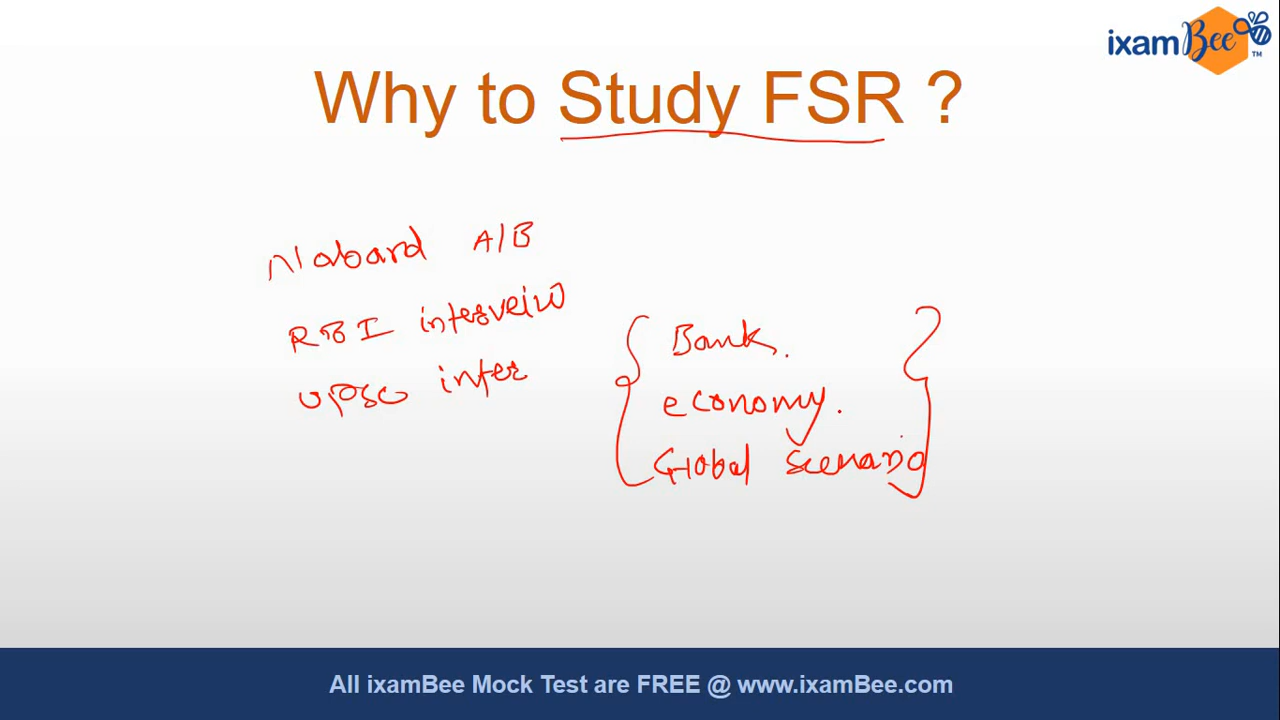 ixamBee
TM
Why to Study FSR ?
Nabard A/B
RBI interveiw
UPSC inter
Bank.
economy.
Global Scenario
All ixamBee Mock Test are FREE @ www.ixamBee.com